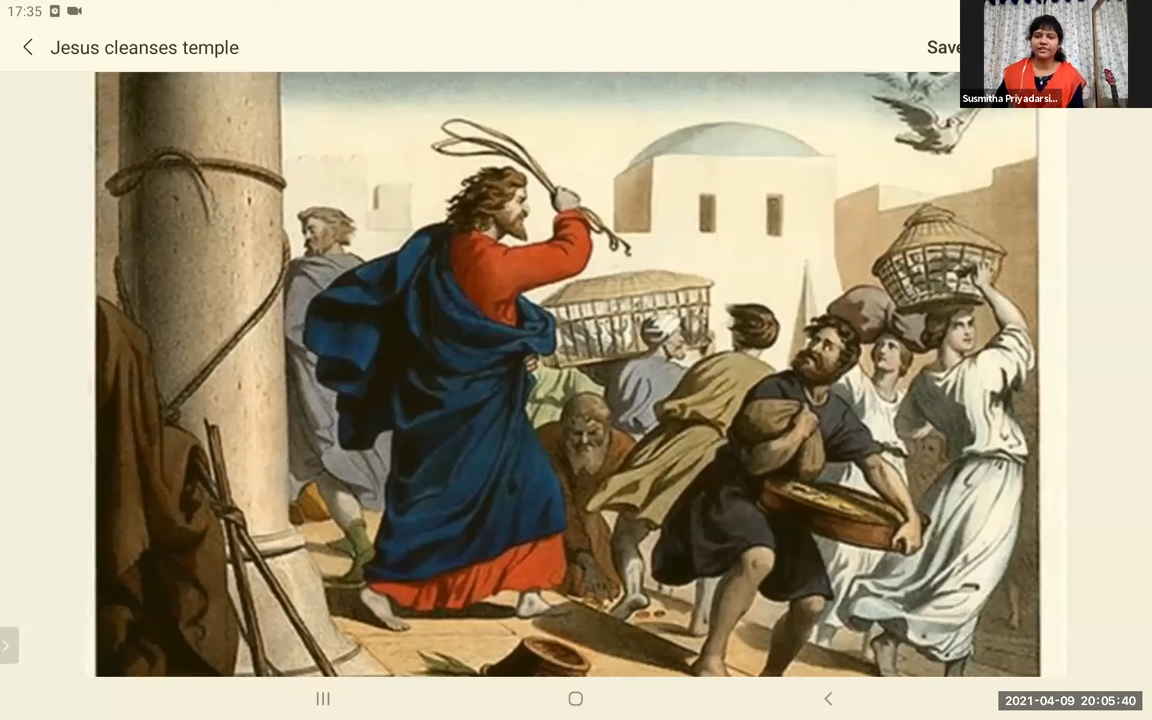 17:35
Jesus cleanses temple
Save
Susmitha Priyadarsi...
2021-04-09 20:05:40